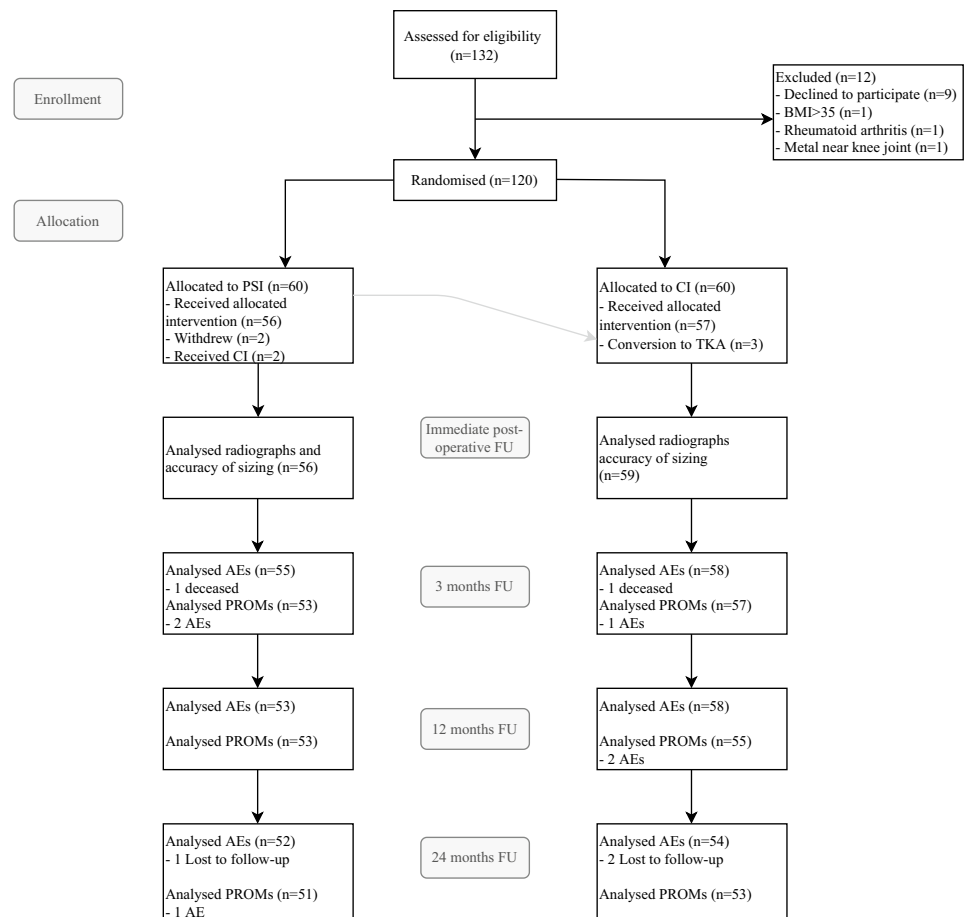 Assessed for eligibility
(n=132)
Enrollment
Excluded (n=12)
- Declined to participate (n=9)
- BMI>35 (n=1)
- Rheumatoid arthritis (n=1)
- Metal near knee joint (n=1)
Randomised (n=120)
Allocation
Allocated to PSI (n=60)
- Received allocated
intervention (n=56)
- Withdrew (n=2)
- Received CI (n=2)
Allocated to CI (n=60)
- Received allocated
intervention (n=57)
- Conversion to TKA (n=3)
Analysed radiographs and
accuracy of sizing (n=56)
Immediate post-
operative FU
Analysed radiographs
accuracy of sizing
(n=59)
Analysed AEs (n=55)
- 1 deceased
Analysed PROMs (n=53)
- 2 AEs
3 months FU
Analysed AEs (n=58)
- 1 deceased
Analysed PROMs (n=57)
- 1 AEs
Analysed AEs (n=53)
Analysed PROMs (n=53)
12 months FU
Analysed AEs (n=58)
Analysed PROMs (n=55)
- 2 AEs
Analysed AEs (n=52)
- 1 Lost to follow-up
Analysed PROMs (n=51)
- 1 AE
24 months FU
Analysed AEs (n=54)
- 2 Lost to follow-up
Analysed PROMs (n=53)